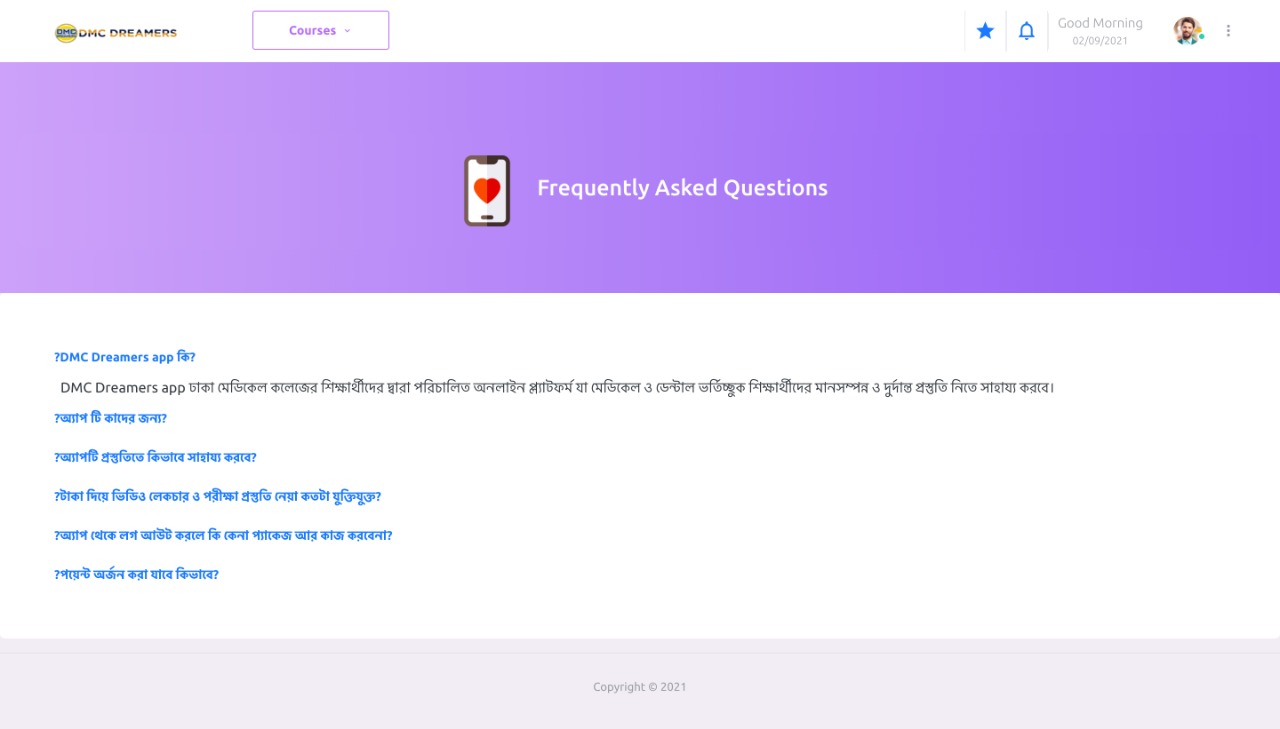 DMC DMC DREAMERS
Courses
Good Morning
02/09/2021
Frequently Asked Questions
?DMC Dreamers app কি?
DMC Dreamers app ঢাকা মেডিকেল কলেজের শিক্ষার্থীদের দ্বারা পরিচালিত অনলাইন প্ল্যাটফর্ম যা মেডিকেল ও ডেন্টাল ভর্তিচ্ছুক শিক্ষার্থীদের মানসম্পন্ন ও দুর্দান্ত প্রস্তুতি নিতে সাহায্য করবে।
?অ্যাপ টি কাদের জন্য?
?অ্যাপটি প্রস্তুতিতে কিভাবে সাহায্য করবে?
?টাকা দিয়ে ভিডিও লেকচার ও পরীক্ষা প্রস্তুতি নেয়া কতটা যুক্তিযুক্ত?
?অ্যাপ থেকে লগ আউট করলে কি কেনা প্যাকেজ আর কাজ করবেনা?
?পয়েন্ট অর্জন করা যাবে কিভাবে?
Copyright © 2021